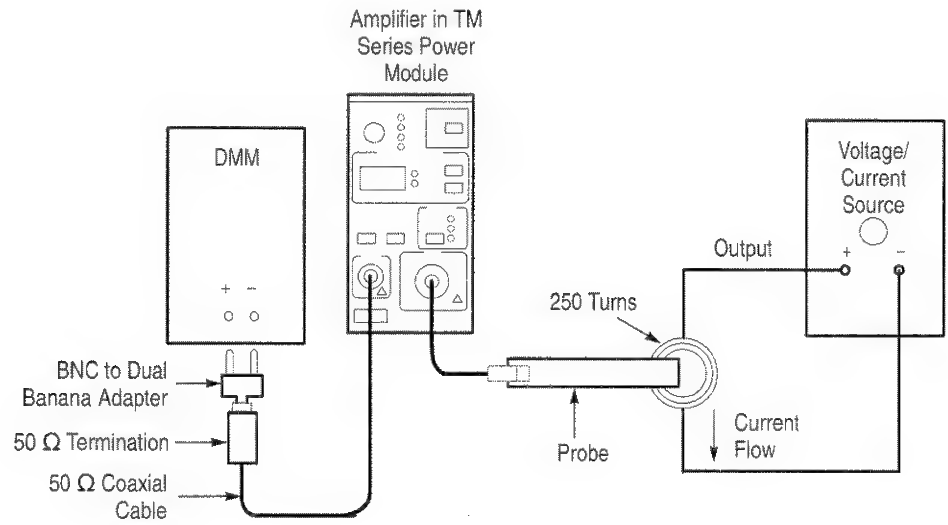 Amplifier in TM
Series Power
Module
DMM
+ −
Voltage/
Current
Source
+ −
Output
250 Turns
BNC to Dual
Banana Adapter
50 Ω Termination
50 Ω Coaxial
Cable
Probe
Current
Flow